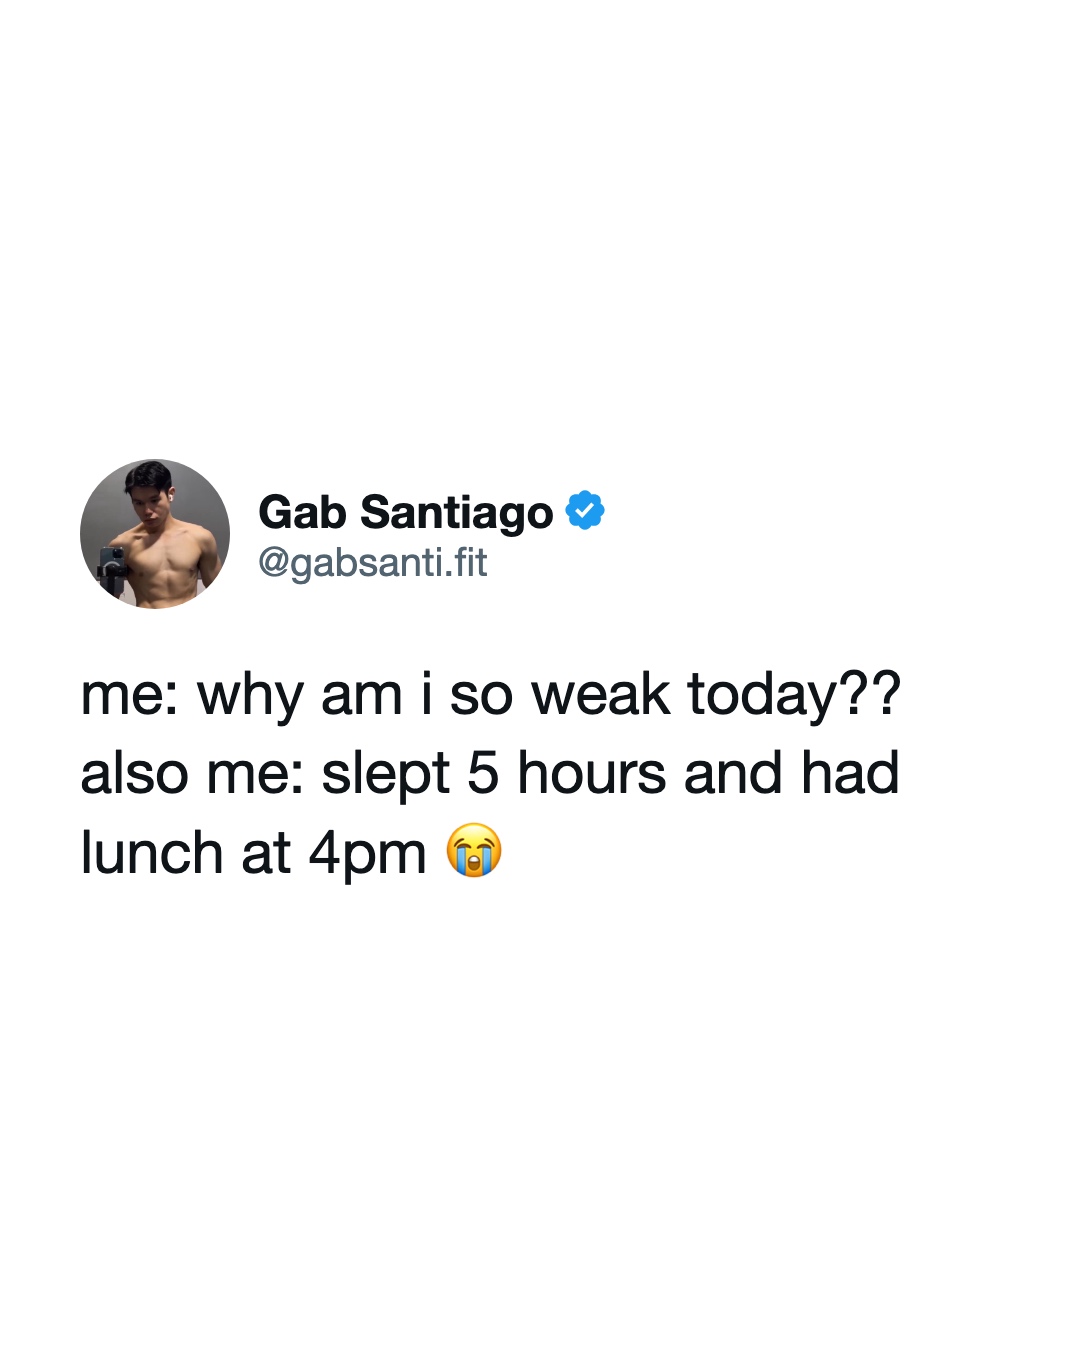 Gab Santiago
@gabsanti.fit
me: why am i so weak today??
also me: slept 5 hours and had
lunch at 4pm 😭